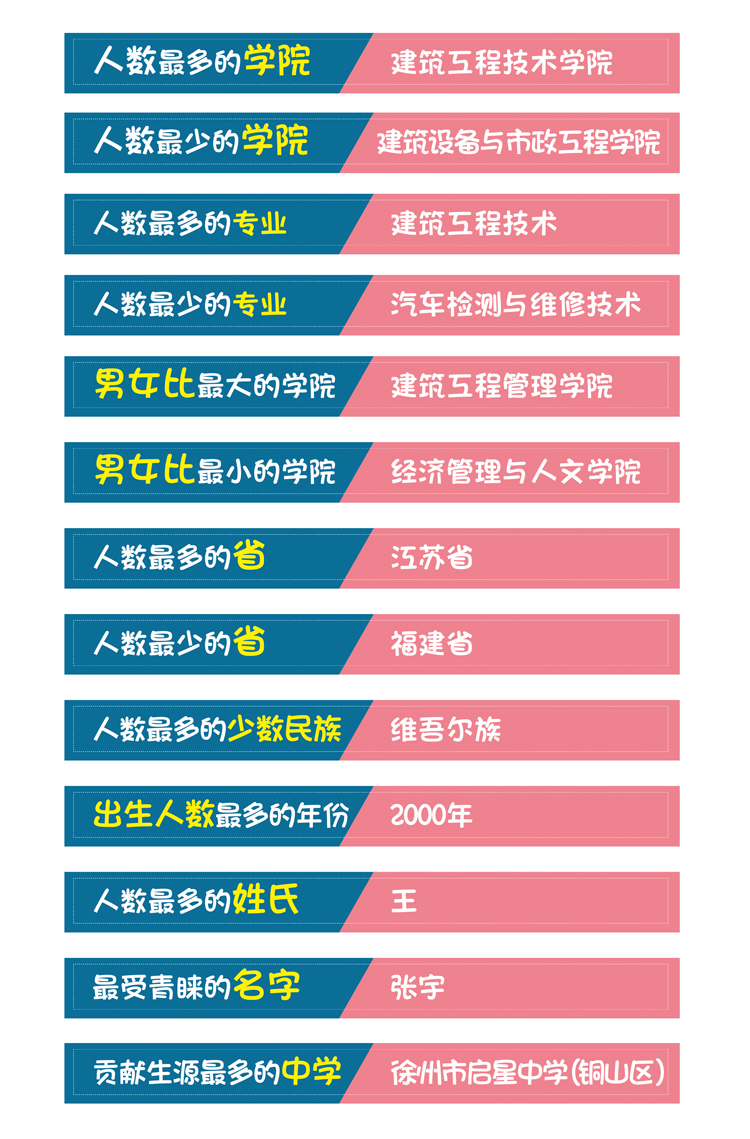 人数最多的学院 建筑工程技术学院
人数最少的学院 建筑设备与市政工程学院
人数最多的专业 建筑工程技术
人数最少的专业 汽车检测与维修技术
男女比最大的学院 建筑工程管理学院
男女比最小的学院 经济管理与人文学院
人数最多的省 江苏省
人数最少的省 福建省
人数最多的少数民族 维吾尔族
出生人数最多的年份 2000年
人数最多的姓氏 王
最受青睐的名字 张宇
贡献生源最多的中学 徐州市启星中学(铜山区)